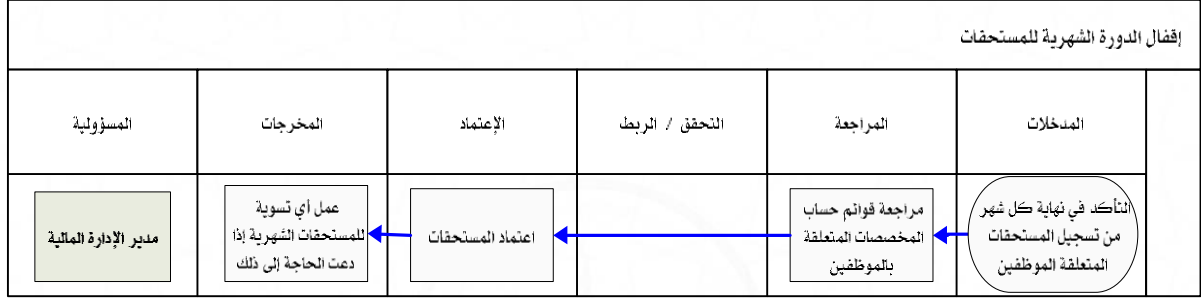 إقفال الدورة الشهرية للمستحقات
المدخلات
المراجعة
التحقق / الربط
الإعتماد
المخرجات
المسؤولية
التأكد في نهاية كل شهر
من تسجيل المستحقات
المتعلقة الموظفين
مراجعة قوائم حساب
المخصصات المتعلقة
بالموظفين
اعتماد المستحقات
عمل أي تسوية
للمستحقات الشهرية إذا
دعت الحاجة إلى ذلك
مدير الإدارة المالية